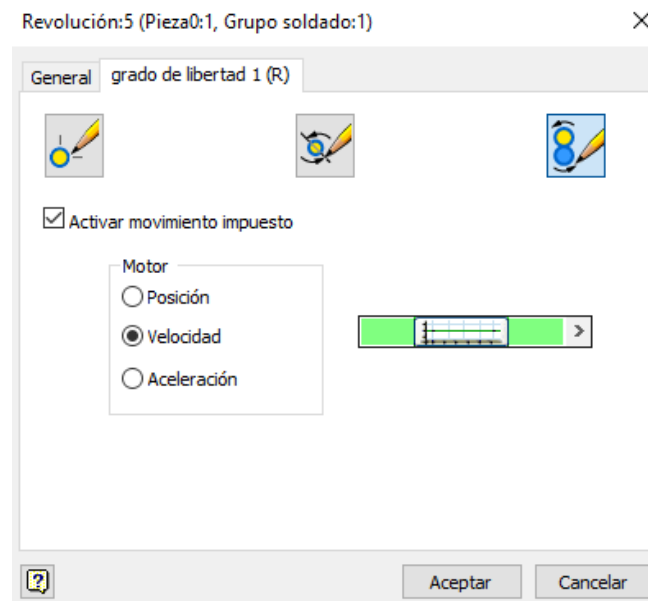 Revolución:5 (Pieza0:1, Grupo soldado:1)
General
grado de libertad 1 (R)
Activar movimiento impuesto
Motor
Posición
Velocidad
Aceleración
Aceptar
Cancelar